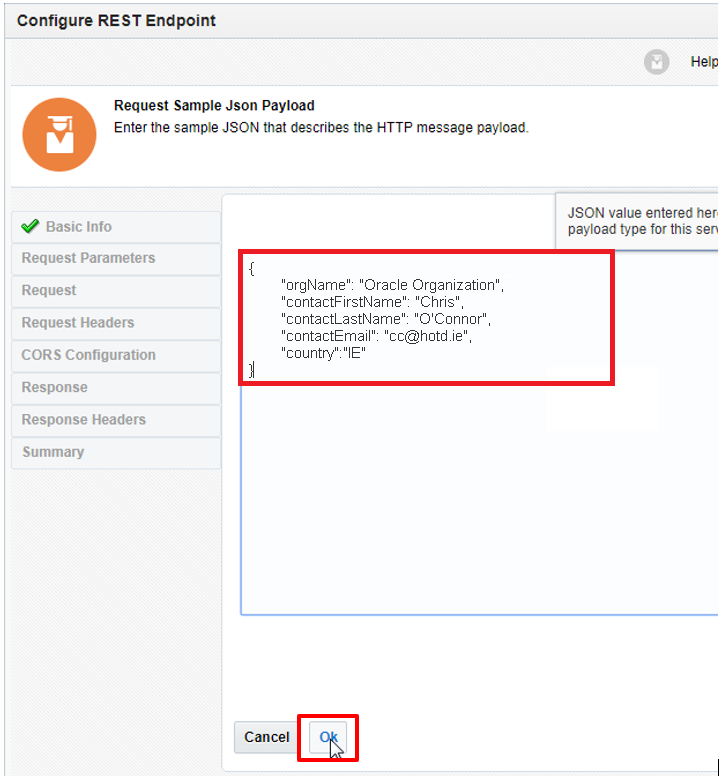 Configure REST Endpoint
Help
Request Sample Json Payload
Enter the sample JSON that describes the HTTP message payload.
Basic Info
Request Parameters
Request
Request Headers
CORS Configuration
Response
Response Headers
Summary
JSON value entered here
payload type for this serv
{
"orgName": "Oracle Organization",
"contactFirstName": "Chris",
"contactLastName": "O'Connor",
"contactEmail": "cc@hotd.ie",
"country":"IE"
}
Cancel
Ok